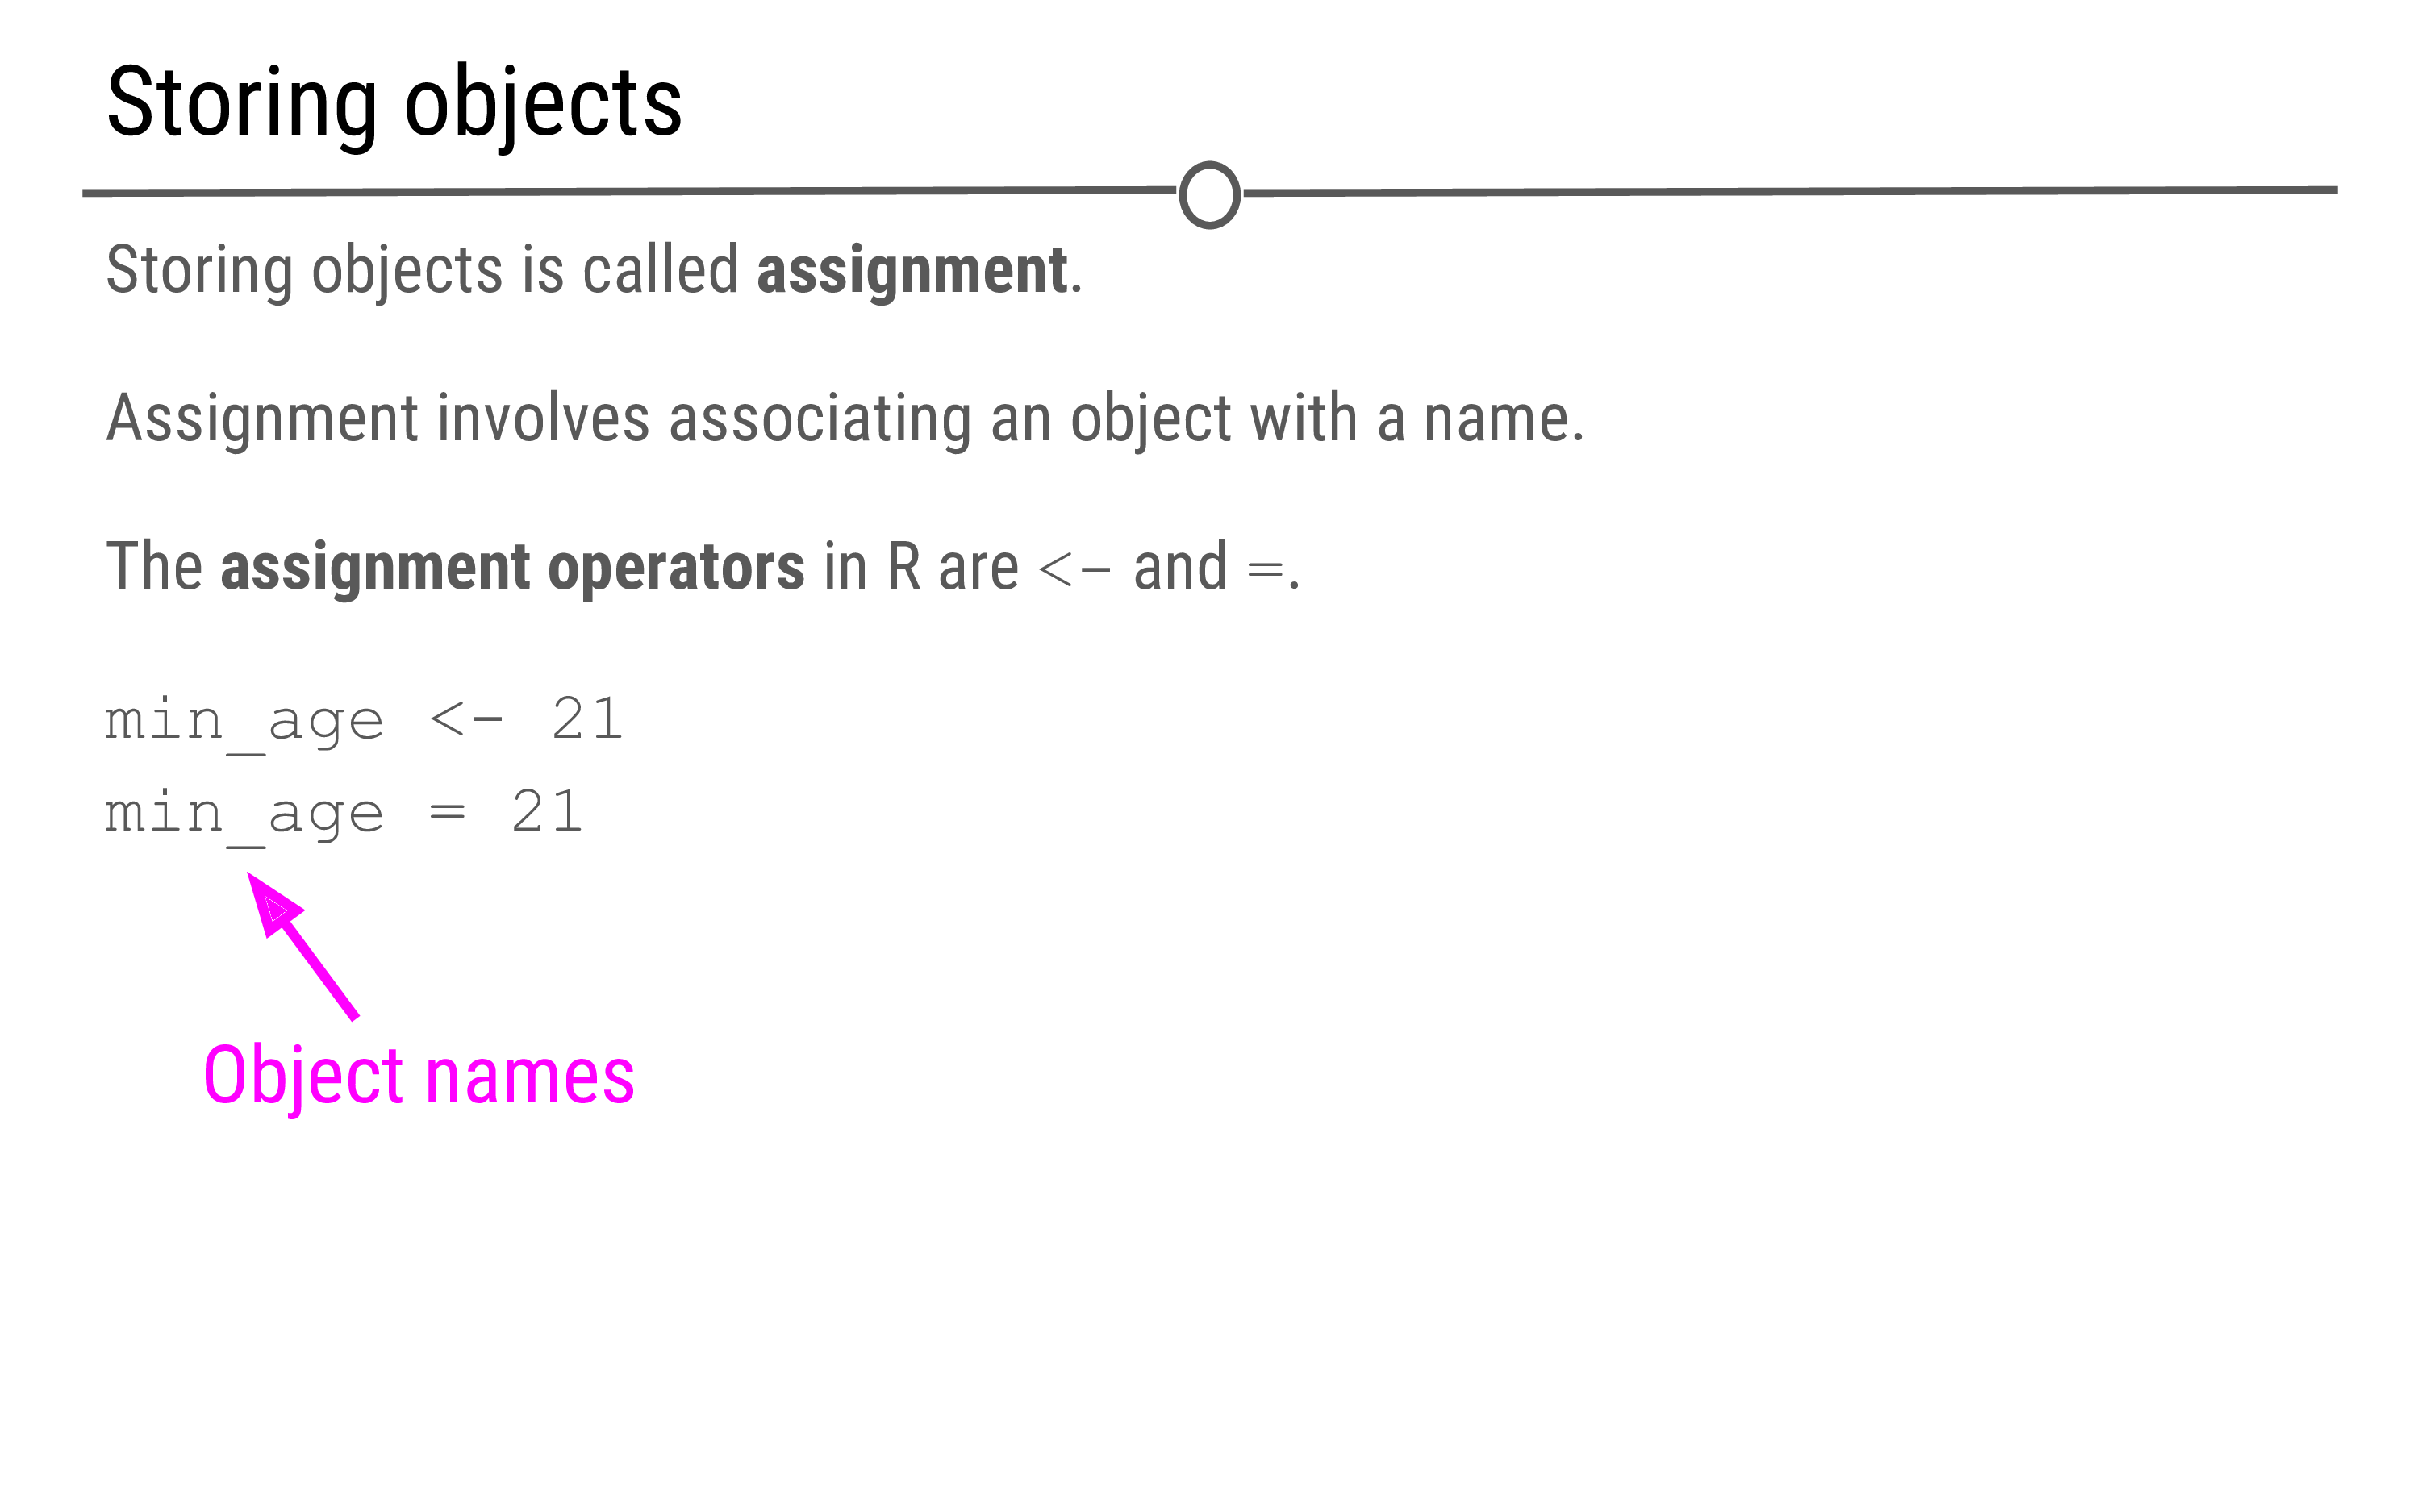 Storing objects
Storing objects is called assignment.
Assignment involves associating an object with a name.
The assignment operators in R are <- and =.
min_age <- 21
min_age = 21
Object names